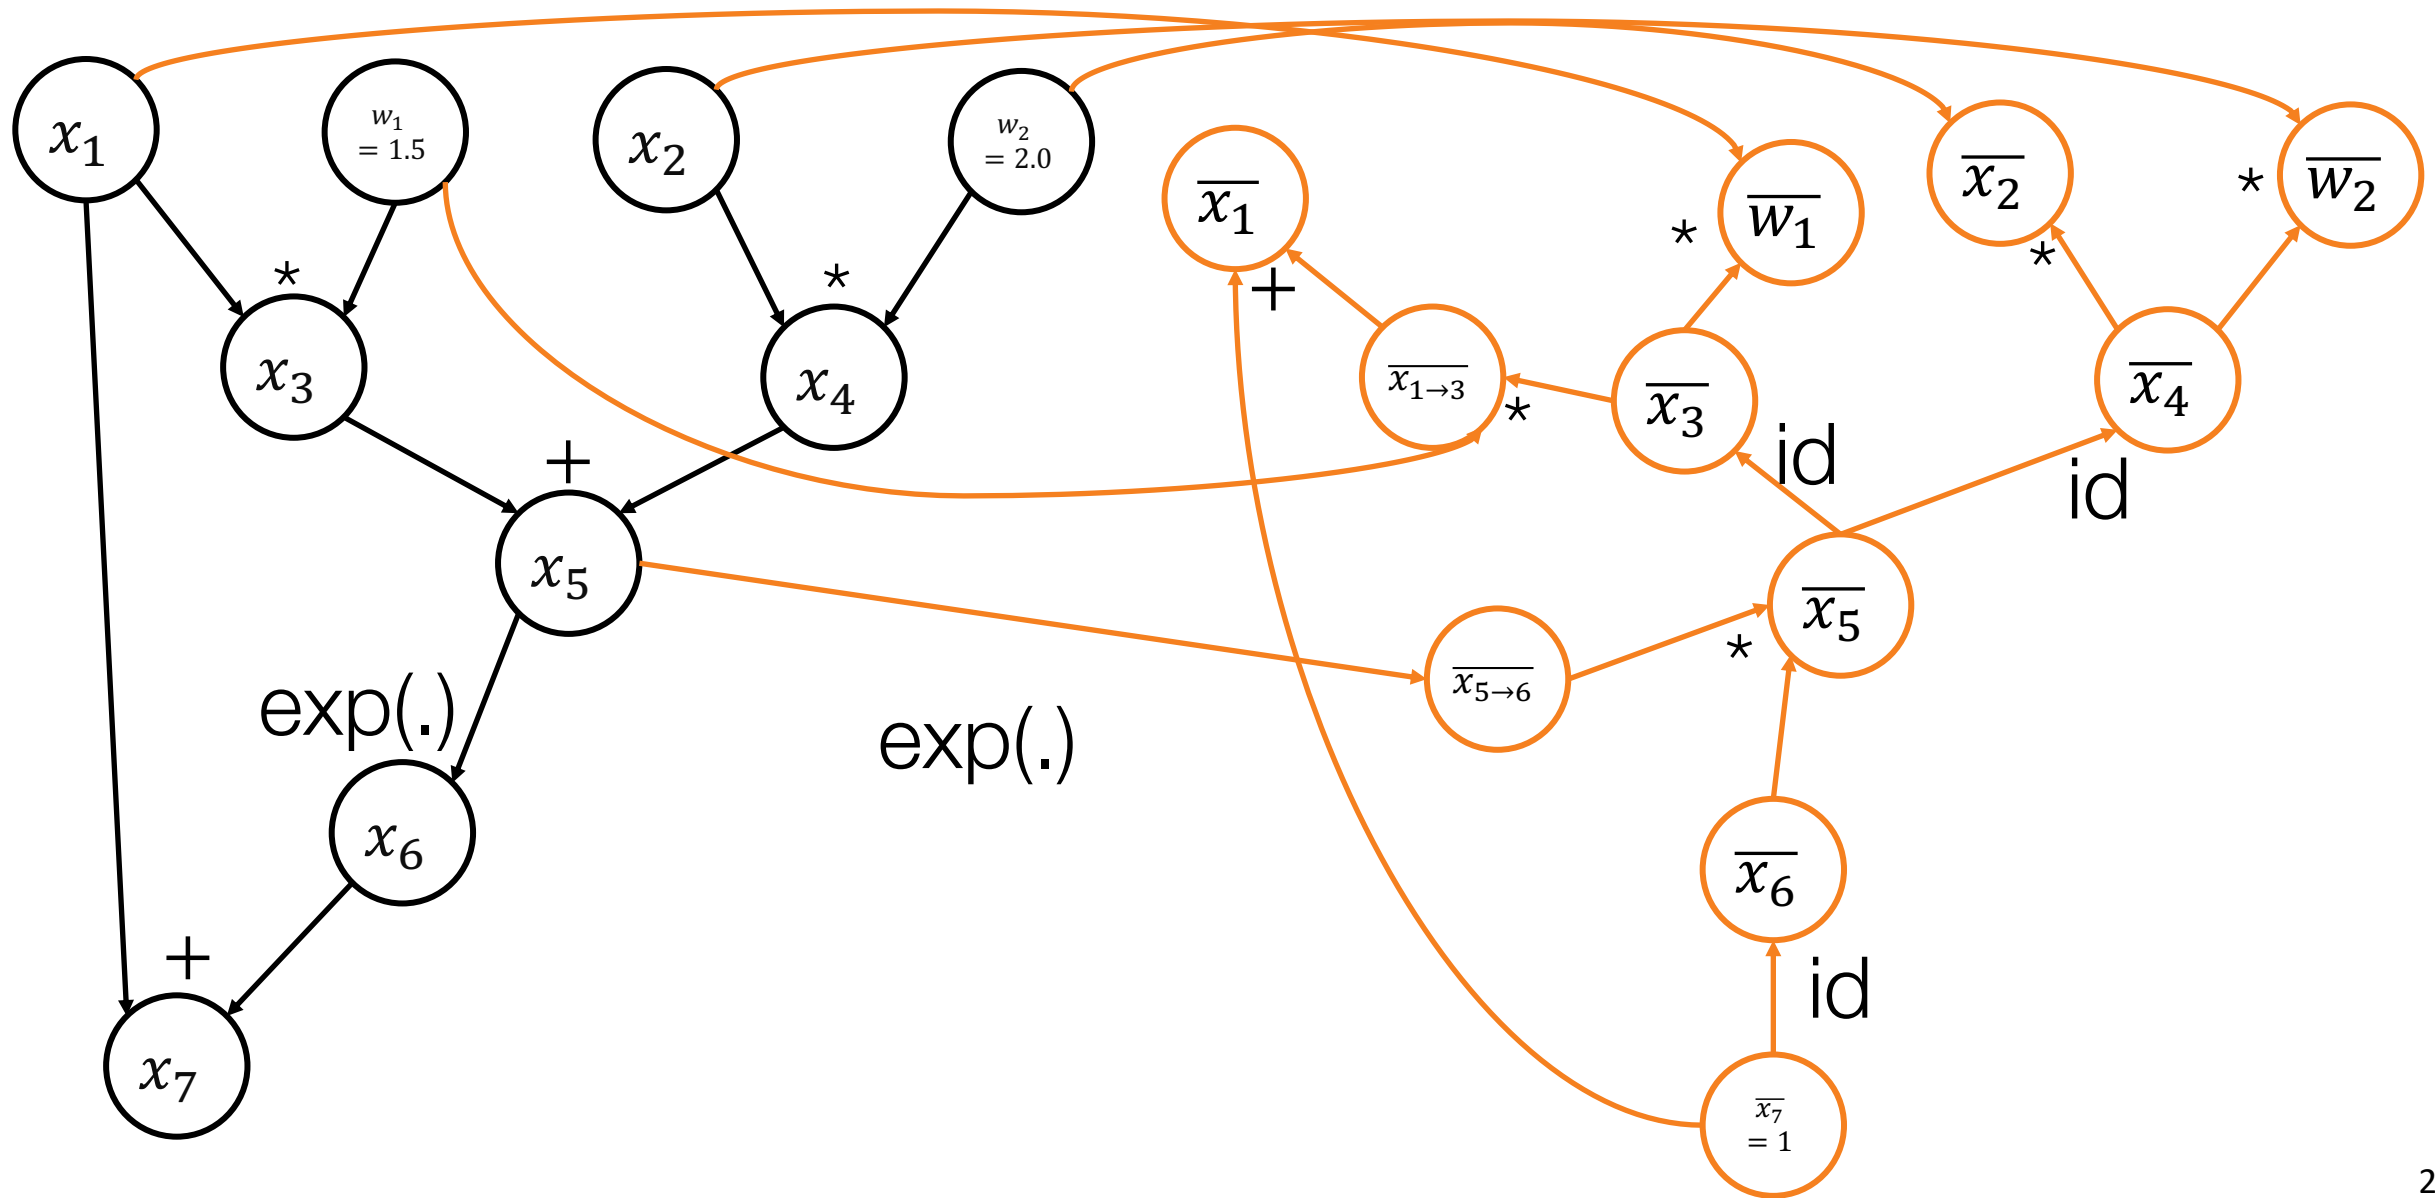 x₁
w₁
= 1.5
x₂
w₂
= 2.0
x̅₁
w̅₁
x̅₂
w̅₂
*
*
*
*
*
+
x₃
x₄
x̅₁→₃
*
x̅₃
x̅₄
id
id
+
x₅
x̅₅
*
x̅₅→₆
exp(.)
exp(.)
x₆
x̅₆
+
id
x₇
x̅₇
= 1
2